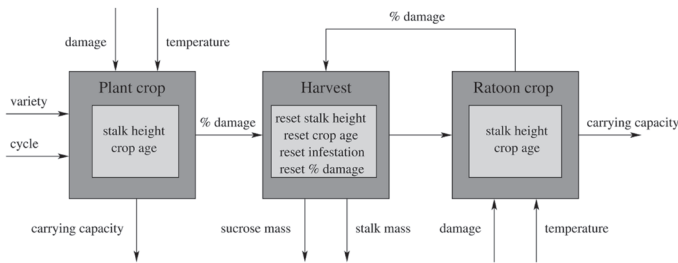 % damage
damage
temperature
Plant crop
Harvest
Ratoon crop
variety
cycle
stalk height
crop age
% damage
reset stalk height
reset crop age
reset infestation
reset % damage
stalk height
crop age
carrying capacity
carrying capacity
sucrose mass
stalk mass
damage
temperature